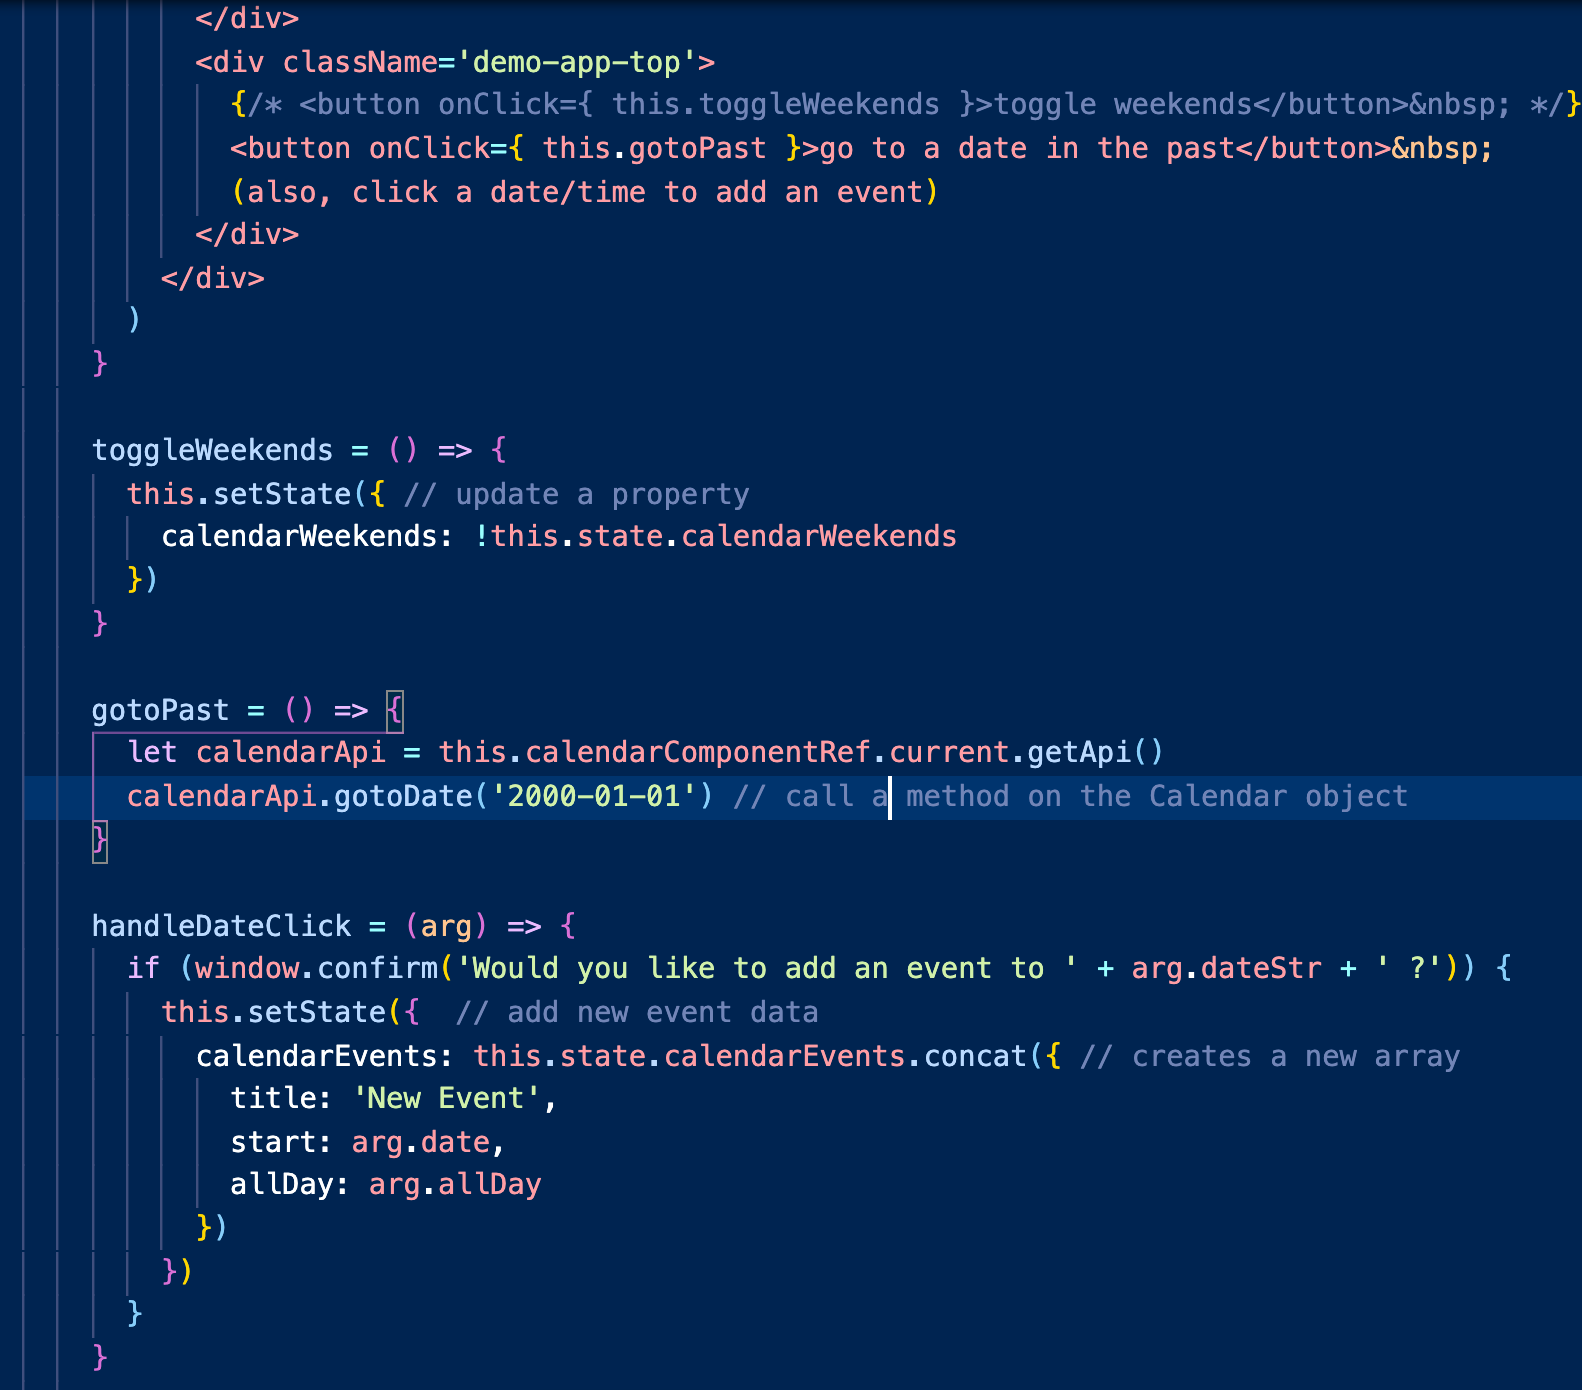 </div>
<div className='demo-app-top'>
{/* <button onClick={ this.toggleWeekends }>toggle weekends</button>&nbsp; */}
<button onClick={ this.gotoPast }>go to a date in the past</button>&nbsp;
(also, click a date/time to add an event)
</div>
</div>
)
}
toggleWeekends = () => {
this.setState({ // update a property
calendarWeekends: !this.state.calendarWeekends
})
}
gotoPast = () => {
let calendarApi = this.calendarComponentRef.current.getApi()
calendarApi.gotoDate('2000-01-01') // call a method on the Calendar object
}
handleDateClick = (arg) => {
if (window.confirm('Would you like to add an event to ' + arg.dateStr + ' ?')) {
this.setState({  // add new event data
calendarEvents: this.state.calendarEvents.concat({ // creates a new array
title: 'New Event',
start: arg.date,
allDay: arg.allDay
})
})
}
}